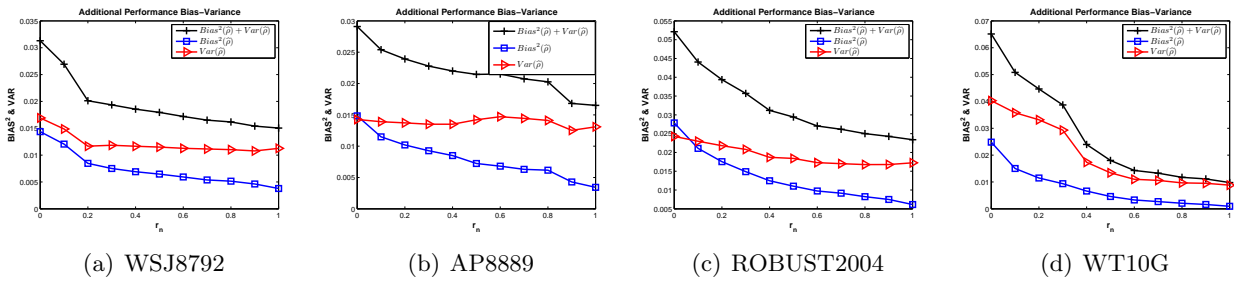 Additional Performance Bias−Variance
BIAS² & VAR
0.035
0.03
0.025
0.02
0.015
0.01
0.005
0
0 0.2 0.4 0.6 0.8 1
r_n
Bias²(ρ̂) + Var(ρ̂)
Bias²(ρ̂)
Var(ρ̂)
(a) WSJ8792
Additional Performance Bias−Variance
BIAS² & VAR
0.03
0.025
0.02
0.015
0.01
0.005
0
0 0.2 0.4 0.6 0.8 1
r_n
Bias²(ρ̂) + Var(ρ̂)
Bias²(ρ̂)
Var(ρ̂)
(b) AP8889
Additional Performance Bias−Variance
BIAS² & VAR
0.055
0.05
0.045
0.04
0.035
0.03
0.025
0.02
0.015
0.01
0.005
0 0.2 0.4 0.6 0.8 1
r_n
Bias²(ρ̂) + Var(ρ̂)
Bias²(ρ̂)
Var(ρ̂)
(c) ROBUST2004
Additional Performance Bias−Variance
BIAS² & VAR
0.07
0.06
0.05
0.04
0.03
0.02
0.01
0
0 0.2 0.4 0.6 0.8 1
r_n
Bias²(ρ̂) + Var(ρ̂)
Bias²(ρ̂)
Var(ρ̂)
(d) WT10G